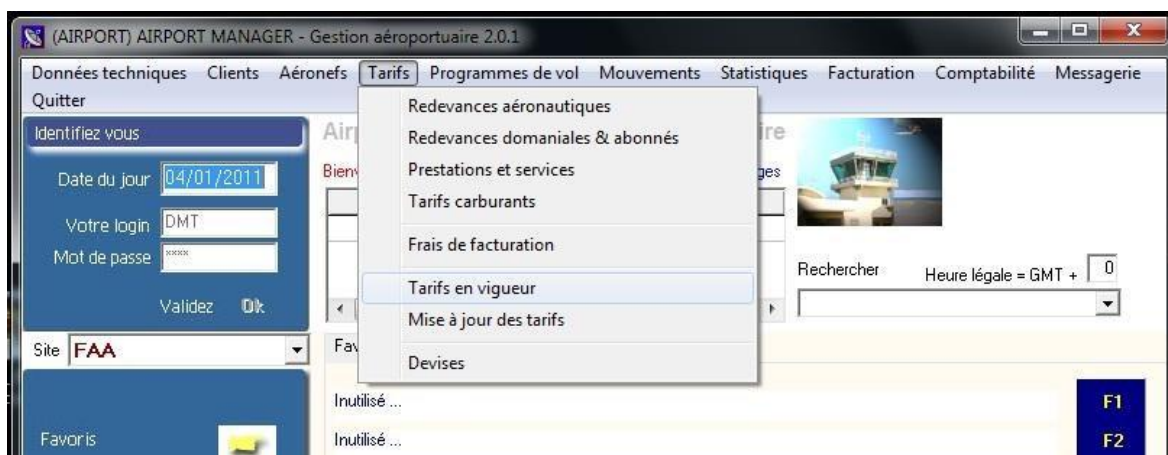 (AIRPORT) AIRPORT MANAGER - Gestion aéroportuaire 2.0.1
Données techniques Clients Aéronefs Tarifs Programmes de vol Mouvements Statistiques Facturation Comptabilité Messagerie
Quitter
Identifiez vous
Date du jour 04/01/2011
Votre login DMT
Mot de passe ××××
Validez Ok
Site FAA
Favoris
Redevances aéronautiques
Redevances domaniales & abonnés
Prestations et services
Tarifs carburants
Frais de facturation
Tarifs en vigueur
Mise à jour des tarifs
Devises
Rechercher Heure légale = GMT + 0
Inutilisé ...
F1
Inutilisé ...
F2